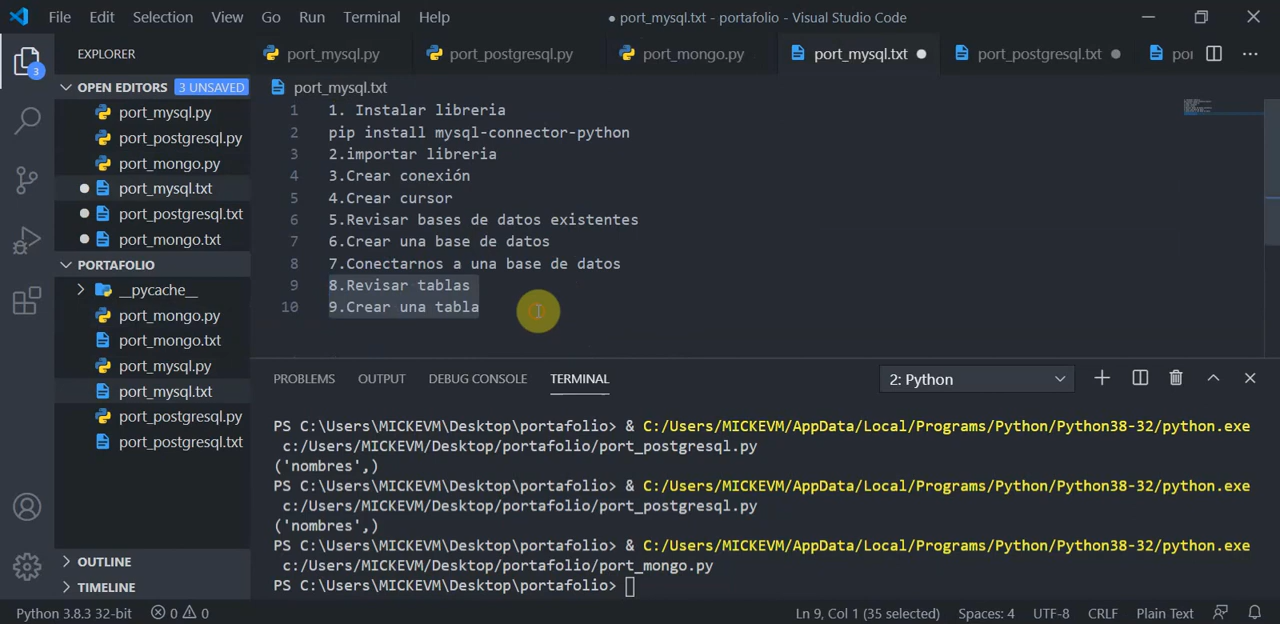 File Edit Selection View Go Run Terminal Help
● port_mysql.txt - portafolio - Visual Studio Code
EXPLORER
port_mysql.py
port_postgresql.py
port_mongo.py
port_mysql.txt
port_postgresql.txt
por
OPEN EDITORS 3 UNSAVED
port_mysql.py
port_postgresql.py
port_mongo.py
port_mysql.txt
port_postgresql.txt
port_mongo.txt
PORTAFOLIO
__pycache__
port_mongo.py
port_mongo.txt
port_mysql.py
port_mysql.txt
port_postgresql.py
port_postgresql.txt
OUTLINE
TIMELINE
3
port_mysql.txt
1 1. Instalar libreria
2 pip install mysql-connector-python
3 2.importar libreria
4 3.Crear conexión
5 4.Crear cursor
6 5.Revisar bases de datos existentes
7 6.Crear una base de datos
8 7.Conectarnos a una base de datos
9 8.Revisar tablas
10 9.Crear una tabla
PROBLEMS OUTPUT DEBUG CONSOLE TERMINAL
2: Python
PS C:\Users\MICKEVM\Desktop\portafolio> & C:/Users/MICKEVM/AppData/Local/Programs/Python/Python38-32/python.exe
c:/Users/MICKEVM/Desktop/portafolio/port_postgresql.py
('nombres',)
PS C:\Users\MICKEVM\Desktop\portafolio> & C:/Users/MICKEVM/AppData/Local/Programs/Python/Python38-32/python.exe
c:/Users/MICKEVM/Desktop/portafolio/port_postgresql.py
('nombres',)
PS C:\Users\MICKEVM\Desktop\portafolio> & C:/Users/MICKEVM/AppData/Local/Programs/Python/Python38-32/python.exe
c:/Users/MICKEVM/Desktop/portafolio/port_mongo.py
PS C:\Users\MICKEVM\Desktop\portafolio>
Python 3.8.3 32-bit 0 0 Ln 9, Col 1 (35 selected) Spaces: 4 UTF-8 CRLF Plain Text